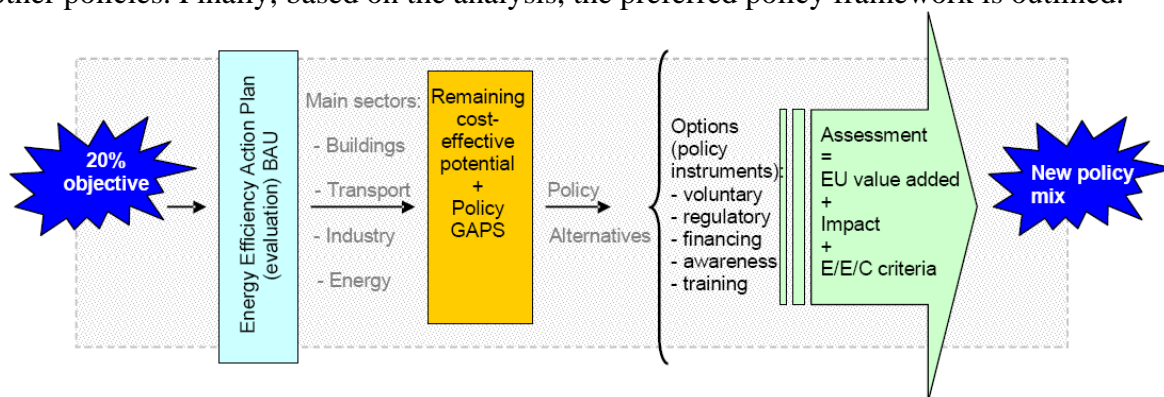 other policies. Finally, based on the analysis, the preferred policy framework is outlined.
20%
objective
Energy Efficiency Action Plan
(evaluation) BAU
Main sectors:
- Buildings
- Transport
- Industry
- Energy
Remaining
cost-
effective
potential
+
Policy
GAPS
Policy
Alternatives
Options
(policy
instruments):
- voluntary
- regulatory
- financing
- awareness
- training
Assessment
=
EU value added
+
Impact
+
E/E/C criteria
New policy
mix